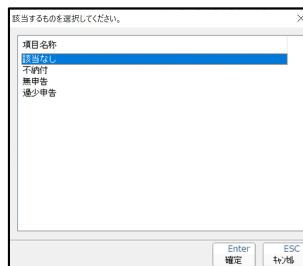 該当するものを選択してください。
項目名称
該当なし
不納付
無申告
過少申告
Enter
確定
ESC
キャンセル